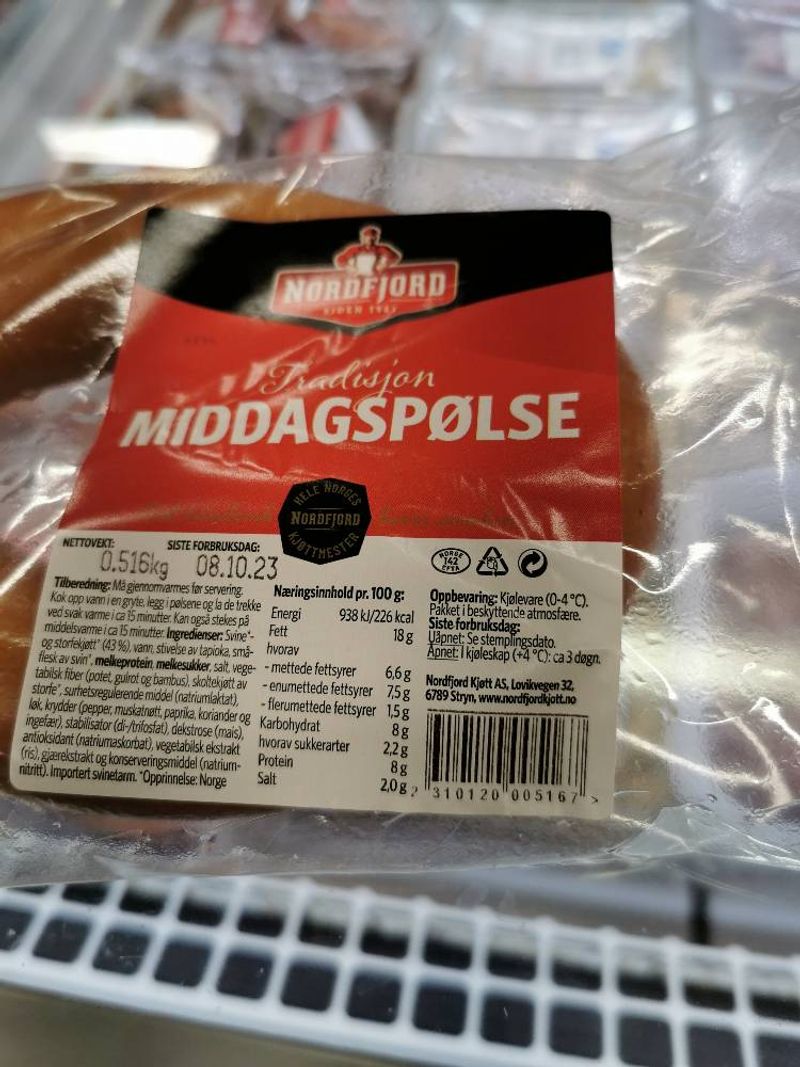 NORDFJORD
SIDEN 1961
Tradisjon
MIDDAGSPØLSE
HELE NORGES
NORDFJORD
KJØTTMESTER
NETTOVEKT:
0.516kg
SISTE FORBRUKSDAG:
08.10.23
Tilberedning: Må gjennomvarmes før servering.
Kok opp vann i en gryte, legg i pølsene og la de trekke
ved svak varme i ca 15 minutter. Kan også stekes på
middelsvarme i ca 15 minutter. Ingredienser: Svine*-
og storfekjøtt* (43 %), vann, stivelse av tapioka, små-
flesk av svin*, melkeprotein, melkesukker, salt, vege-
tabilsk fiber (potet, gulrot og bambus), skoltekjøtt av
storfe*, surhetsregulerende middel (natriumlaktat),
løk, krydder (pepper, muskatnøtt, paprika, koriander og
ingefær), stabilisator (di-/trifosfat), dekstrose (mais),
antioksidant (natriumaskorbat), vegetabilsk ekstrakt
(ris), gjærekstrakt og konserveringsmiddel (natrium-
nitritt). Importert svinetarm. *Opprinnelse: Norge
Næringsinnhold pr. 100 g:
Energi 938 kJ/226 kcal
Fett 18 g
hvorav
- mettede fettsyrer 6,6 g
- enumettede fettsyrer 7,5 g
- flerumettede fettsyrer 1,5 g
Karbohydrat 8 g
hvorav sukkerarter 2,2 g
Protein 8 g
Salt 2,0 g
NORGE
142
EFTA
Oppbevaring: Kjølevare (0-4 °C).
Pakket i beskyttende atmosfære.
Siste forbruksdag:
Uåpnet: Se stemplingsdato.
Åpnet: I kjøleskap (+4 °C): ca 3 døgn.
Nordfjord Kjøtt AS, Lovikvegen 32,
6789 Stryn, www.nordfjordkjott.no
2 310120 005167 >